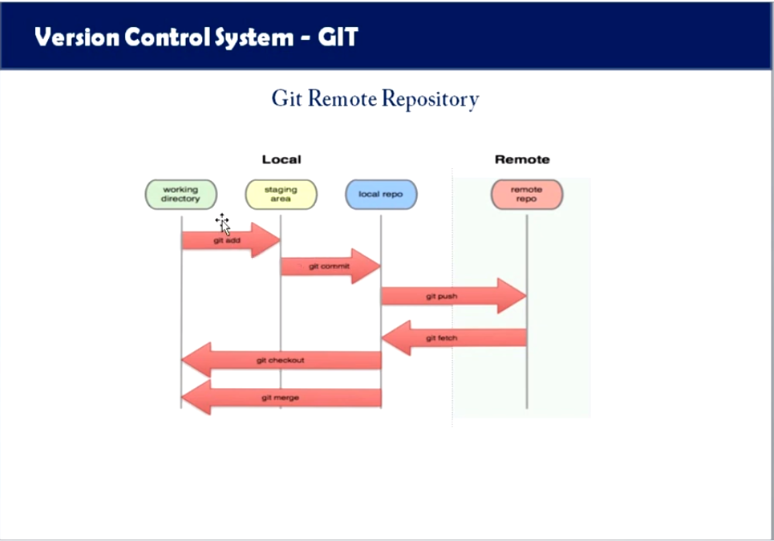 Version Control System - GIT
Git Remote Repository
Local
Remote
working
directory
staging
area
local repo
remote
repo
git add
git commit
git push
git fetch
git checkout
git merge